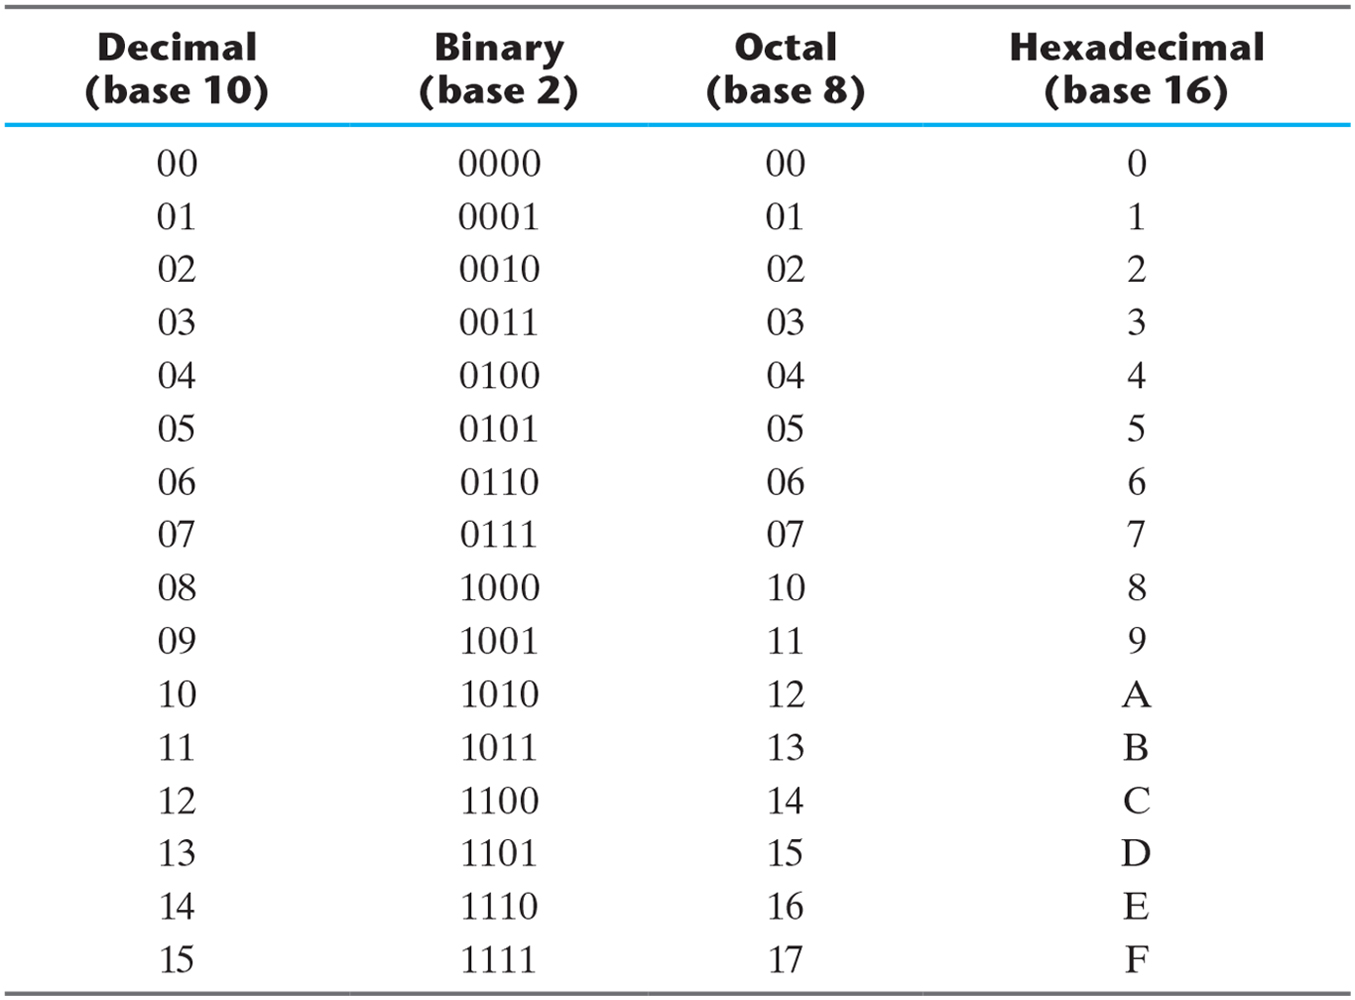 Decimal Binary Octal Hexadecimal
(base 10) (base 2) (base 8) (base 16)
00 0000 00 0
01 0001 01 1
02 0010 02 2
03 0011 03 3
04 0100 04 4
05 0101 05 5
06 0110 06 6
07 0111 07 7
08 1000 10 8
09 1001 11 9
10 1010 12 A
11 1011 13 B
12 1100 14 C
13 1101 15 D
14 1110 16 E
15 1111 17 F